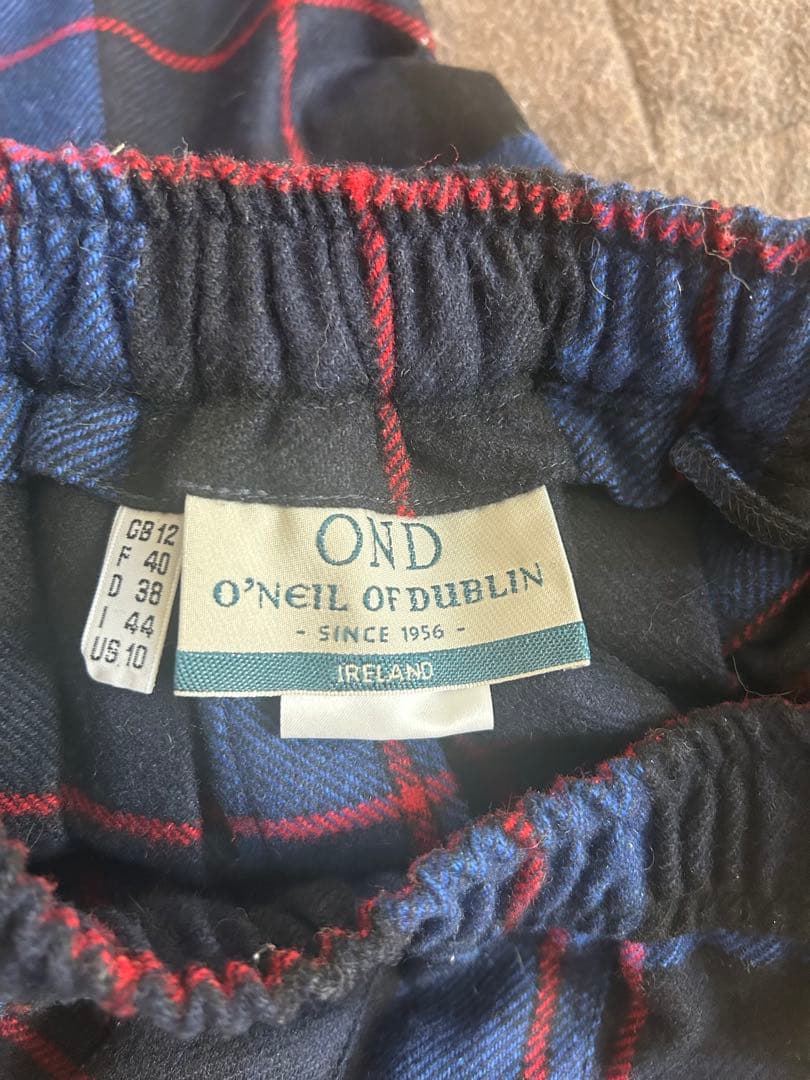 GB 12
F 40
D 38
I 44
US 10
OND
O'NEIL OF DUBLIN
- SINCE 1956 -
IRELAND